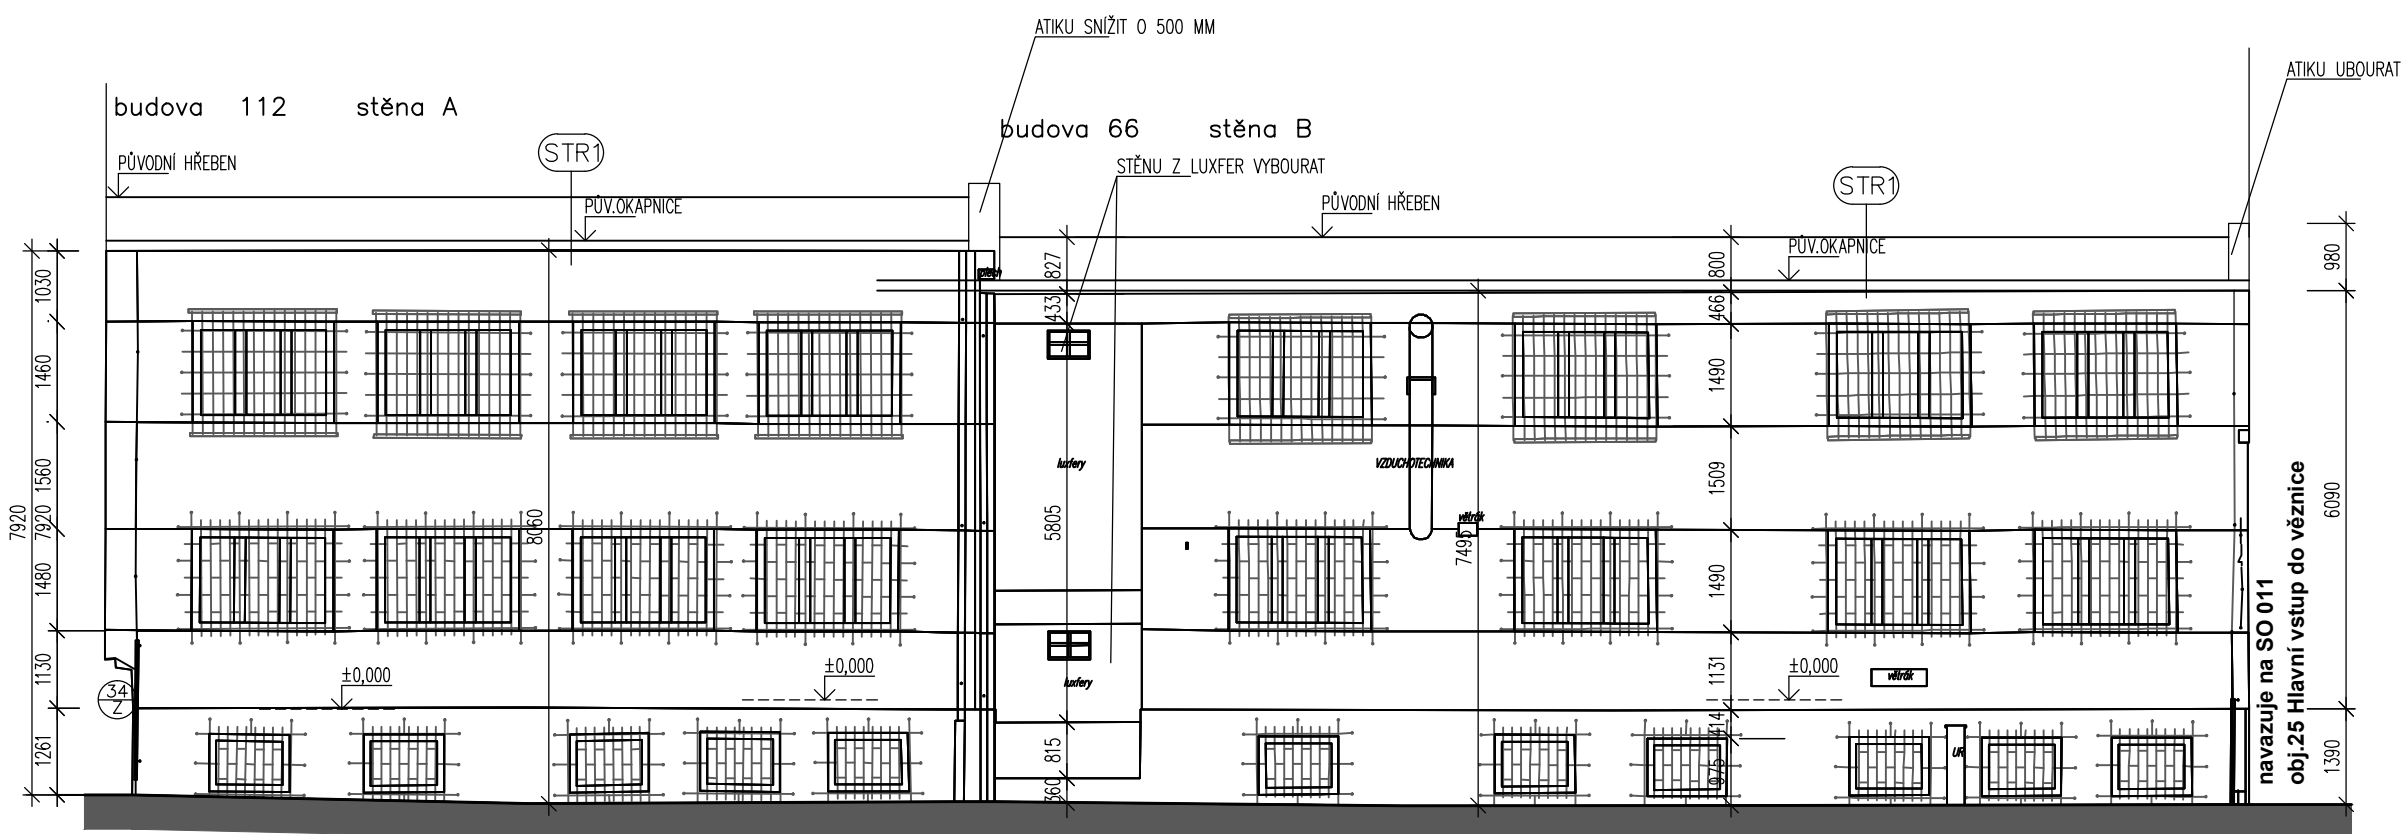 ATIKU SNÍŽIT O 500 MM
ATIKU UBOURAT
budova 112 stěna A
budova 66 stěna B
STR1
PŮVODNÍ HŘEBEN
STĚNU Z LUXFER VYBOURAT
STR1
PŮV.OKAPNICE
PŮVODNÍ HŘEBEN
PŮV.OKAPNICE
plech
1030
1460
1560
7920
7920
1480
1130
1261
8060
827
433
5805
815
360
7495
800
466
1490
1509
1490
1131
414
975
980
6090
1390
luxfery
VZDUCHOTECHNIKA
větrák
luxfery
větrák
UR
±0,000
±0,000
±0,000
34
Z
navazuje na SO 011
obj.25 Hlavní vstup do věznice